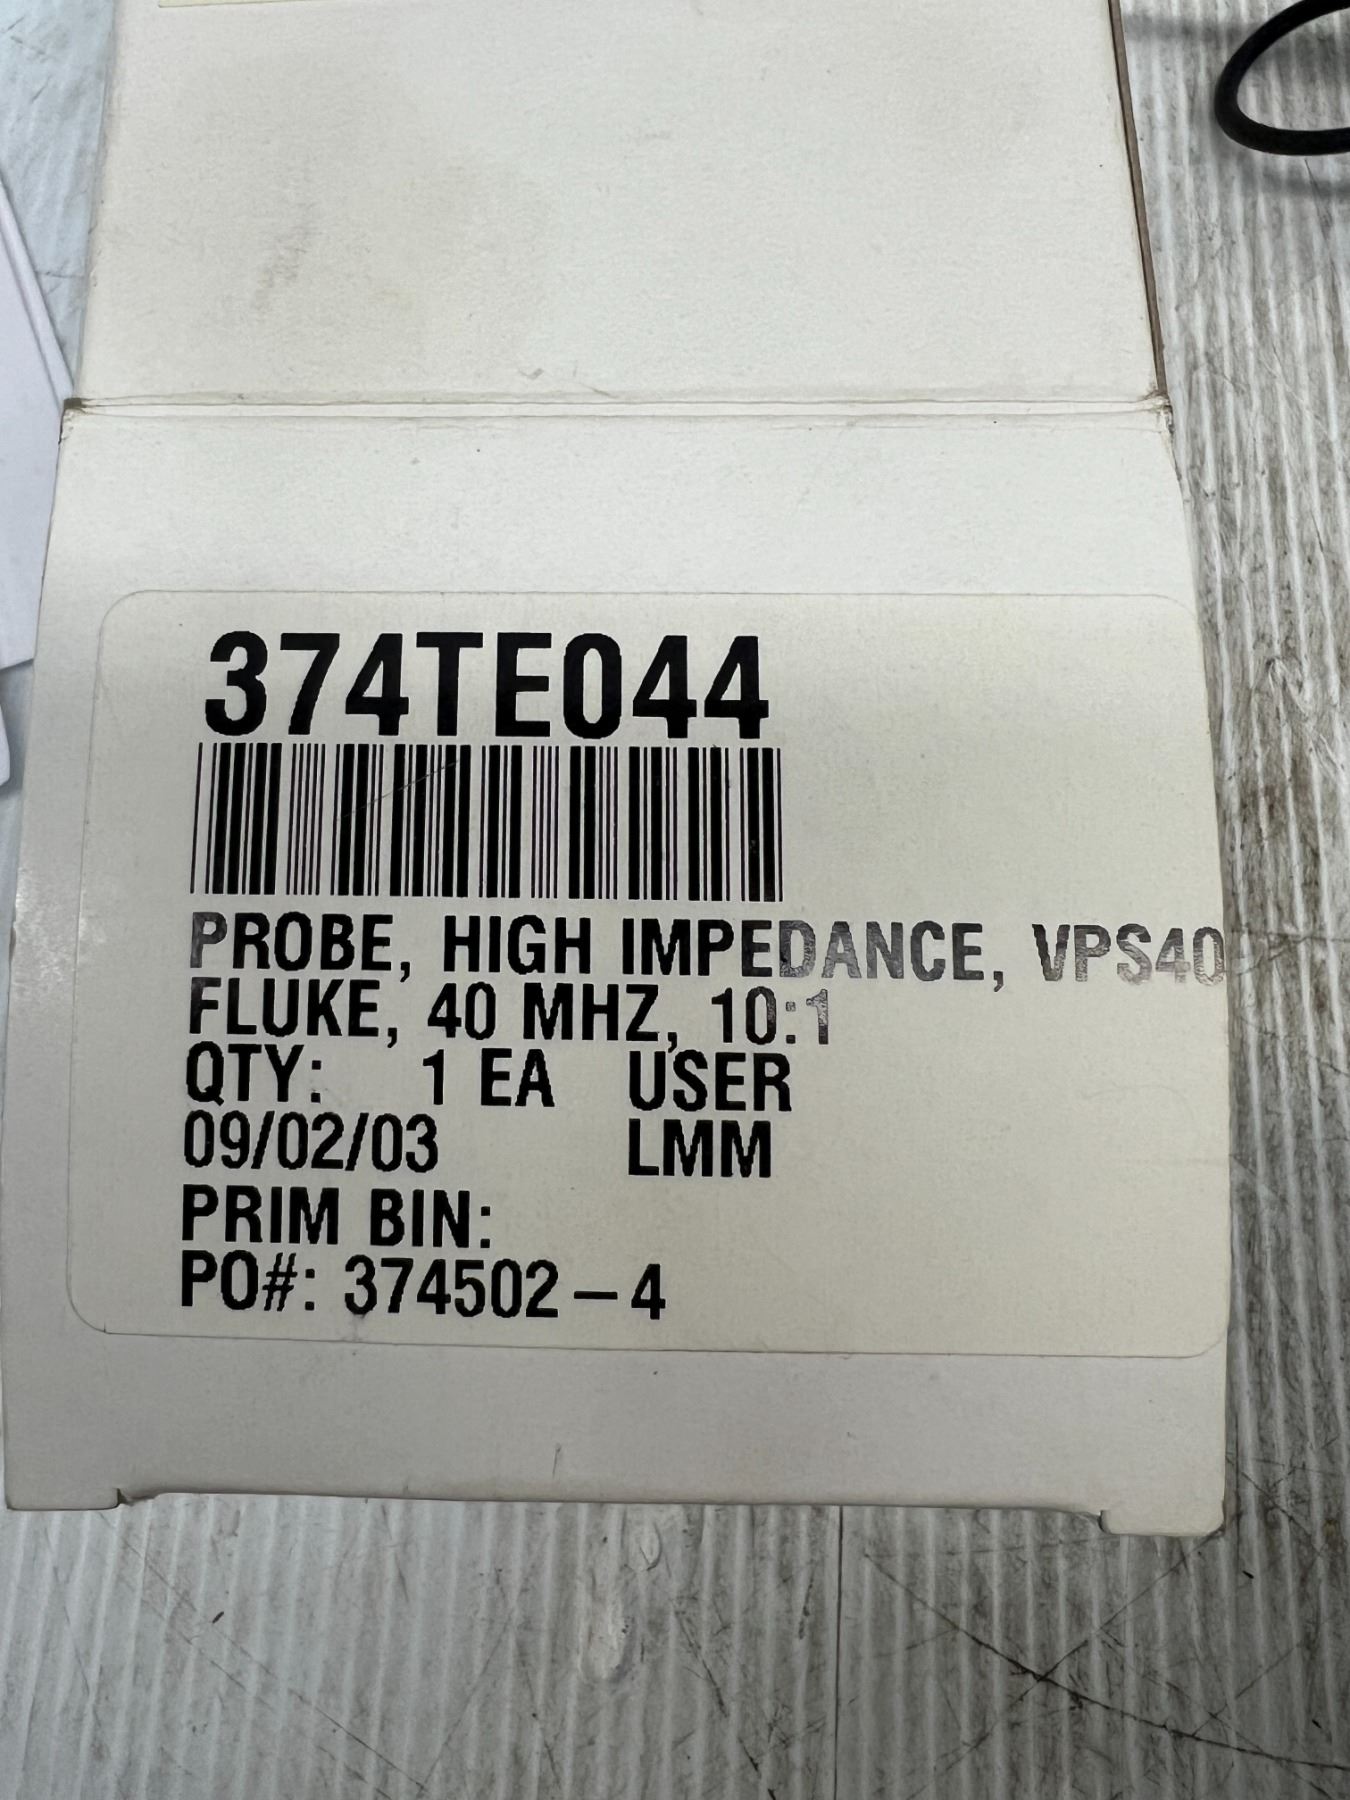 374TE044
PROBE, HIGH IMPEDANCE, VPS40
FLUKE, 40 MHZ, 10:1
QTY: 1 EA USER
09/02/03 LMM
PRIM BIN:
PO#: 374502-4